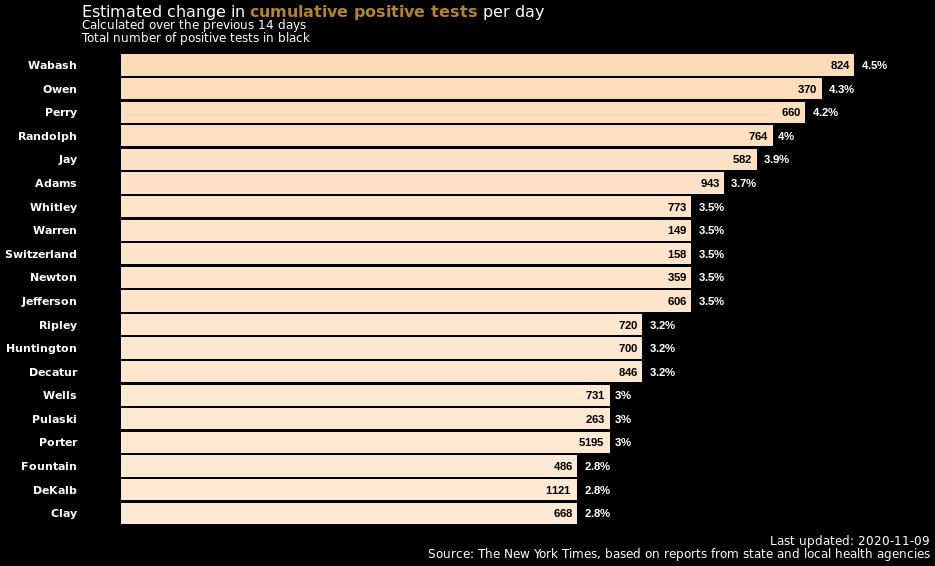 Estimated change in cumulative positive tests per day
Calculated over the previous 14 days
Total number of positive tests in black
Wabash 824 4.5%
Owen 370 4.3%
Perry 660 4.2%
Randolph 764 4%
Jay 582 3.9%
Adams 943 3.7%
Whitley 773 3.5%
Warren 149 3.5%
Switzerland 158 3.5%
Newton 359 3.5%
Jefferson 606 3.5%
Ripley 720 3.2%
Huntington 700 3.2%
Decatur 846 3.2%
Wells 731 3%
Pulaski 263 3%
Porter 5195 3%
Fountain 486 2.8%
DeKalb 1121 2.8%
Clay 668 2.8%
Last updated: 2020-11-09
Source: The New York Times, based on reports from state and local health agencies